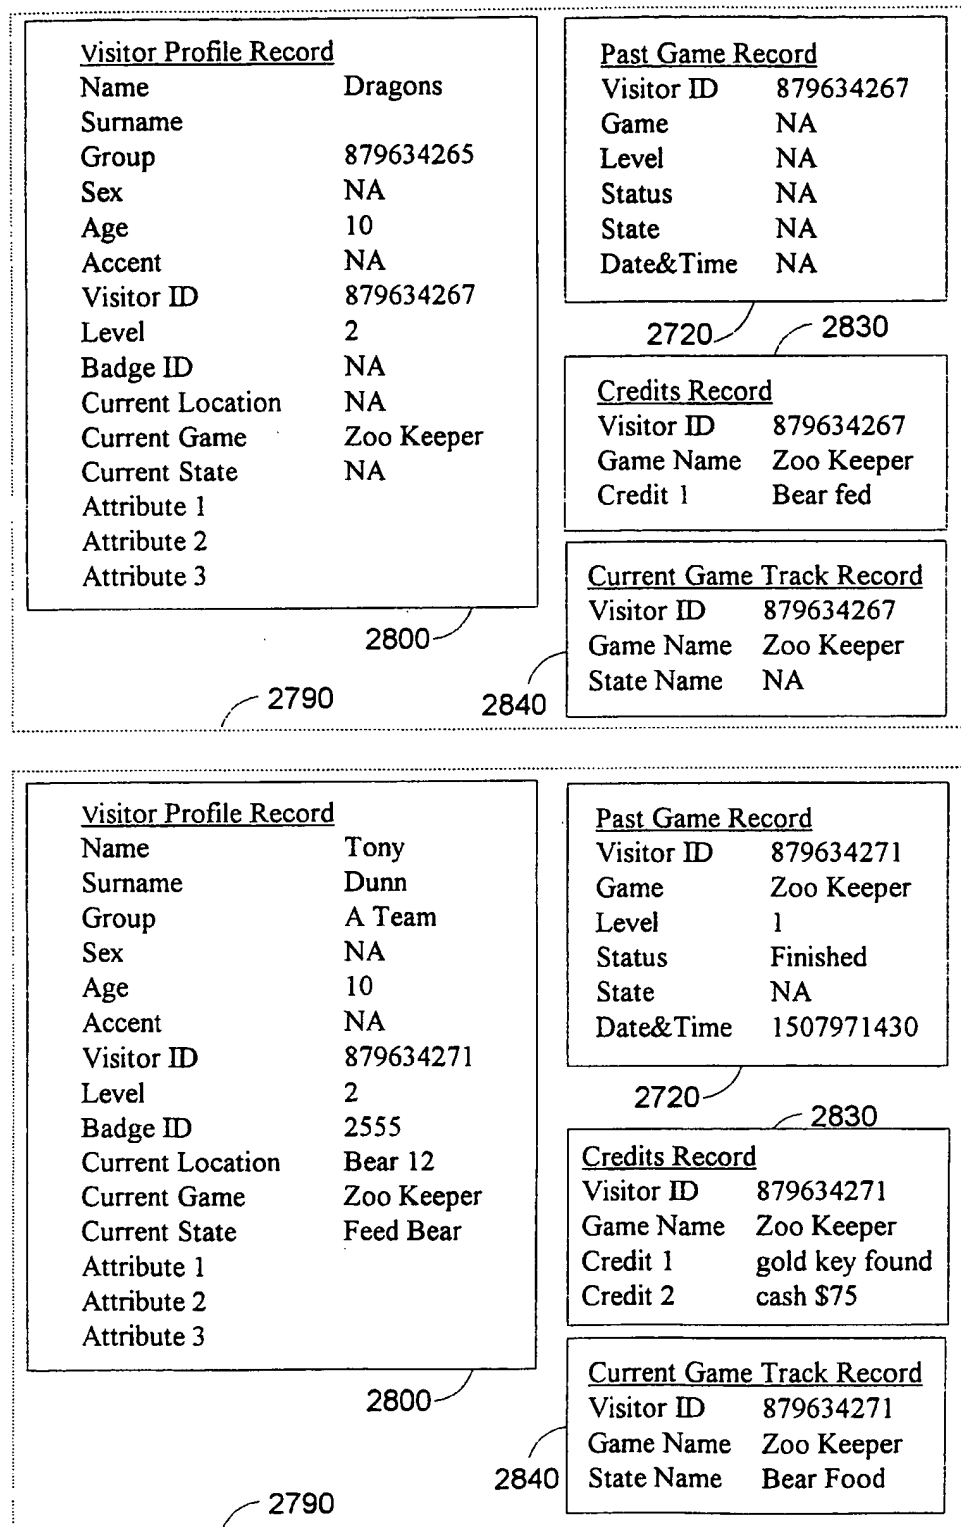 Visitor Profile Record
Name Dragons
Surname
Group 879634265
Sex NA
Age 10
Accent NA
Visitor ID 879634267
Level 2
Badge ID NA
Current Location NA
Current Game Zoo Keeper
Current State NA
Attribute 1
Attribute 2
Attribute 3
2800
2790
Past Game Record
Visitor ID 879634267
Game NA
Level NA
Status NA
State NA
Date&Time NA
2720
2830
Credits Record
Visitor ID 879634267
Game Name Zoo Keeper
Credit 1 Bear fed
Current Game Track Record
Visitor ID 879634267
Game Name Zoo Keeper
State Name NA
2840
Visitor Profile Record
Name Tony
Surname Dunn
Group A Team
Sex NA
Age 10
Accent NA
Visitor ID 879634271
Level 2
Badge ID 2555
Current Location Bear 12
Current Game Zoo Keeper
Current State Feed Bear
Attribute 1
Attribute 2
Attribute 3
2800
2790
Past Game Record
Visitor ID 879634271
Game Zoo Keeper
Level 1
Status Finished
State NA
Date&Time 1507971430
2720
2830
Credits Record
Visitor ID 879634271
Game Name Zoo Keeper
Credit 1 gold key found
Credit 2 cash $75
Current Game Track Record
Visitor ID 879634271
Game Name Zoo Keeper
State Name Bear Food
2840